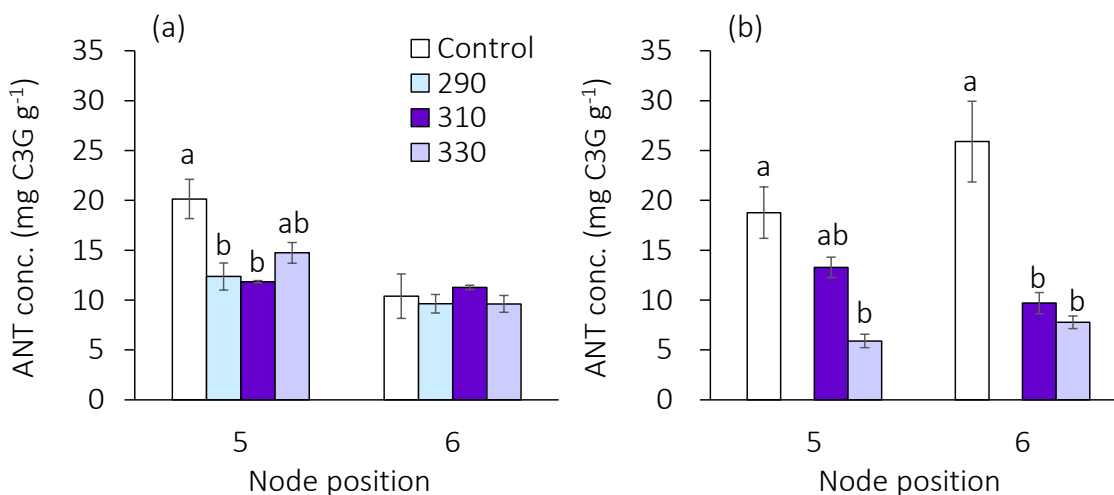 (a)
ANT conc. (mg C3G g⁻¹)
35
30
25
20
15
10
5
0
Control
290
310
330
a
b
b
ab
5
6
Node position
(b)
ANT conc. (mg C3G g⁻¹)
35
30
25
20
15
10
5
0
a
ab
b
a
b
b
5
6
Node position